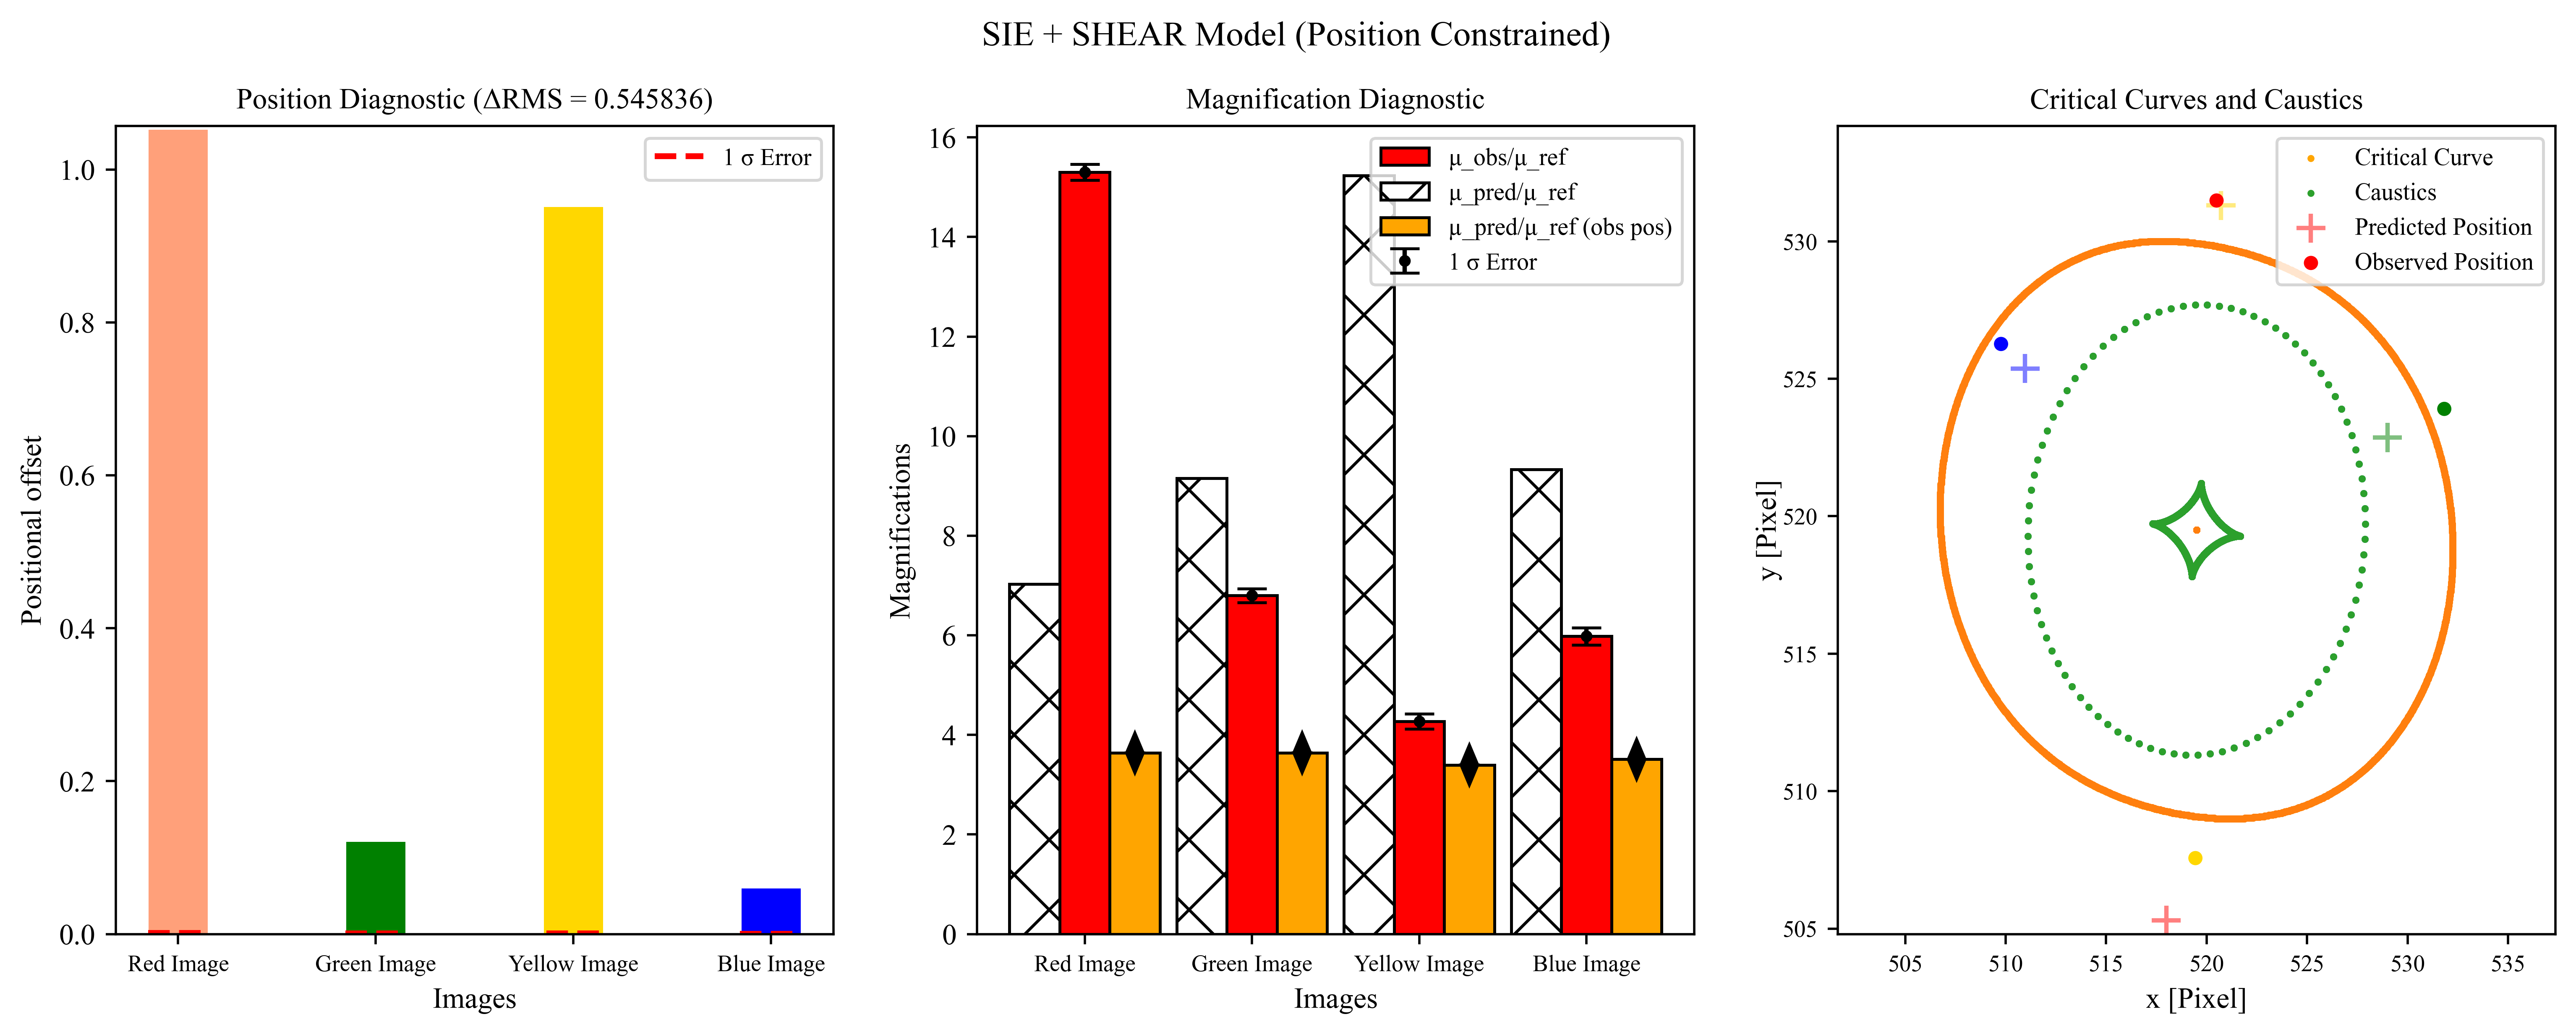 SIE + SHEAR Model (Position Constrained)
Position Diagnostic (ΔRMS = 0.545836)
1 σ Error
1.0
0.8
0.6
0.4
0.2
0.0
Positional offset
Red Image
Green Image
Yellow Image
Blue Image
Images
Magnification Diagnostic
μ_obs/μ_ref
μ_pred/μ_ref
μ_pred/μ_ref (obs pos)
1 σ Error
16
14
12
10
8
6
4
2
0
Magnifications
Red Image
Green Image
Yellow Image
Blue Image
Images
Critical Curves and Caustics
Critical Curve
Caustics
Predicted Position
Observed Position
530
525
520
515
510
505
y [Pixel]
505
510
515
520
525
530
535
x [Pixel]